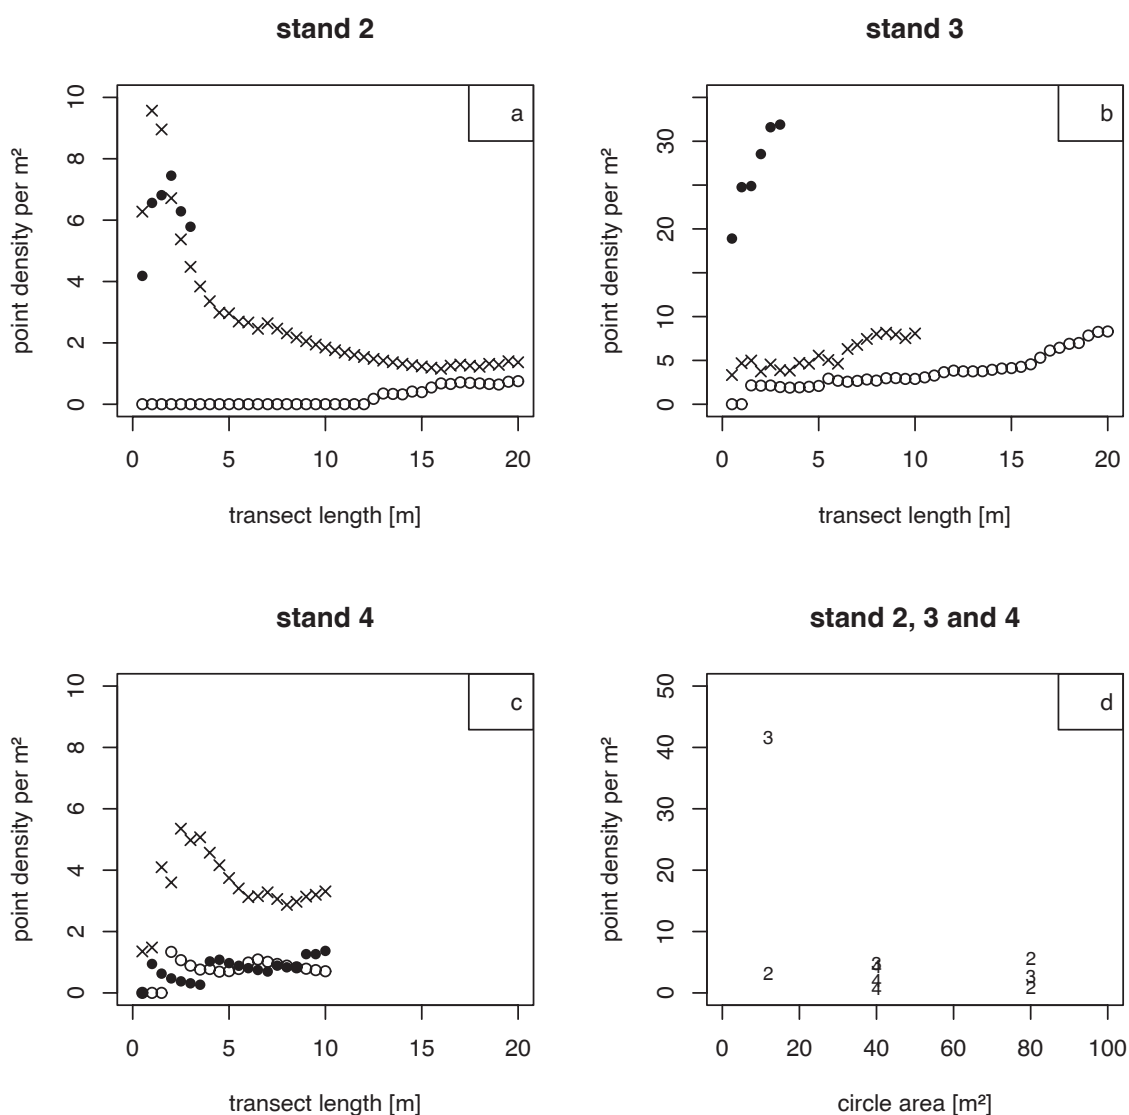 stand 2
a
10
8
6
4
2
0
point density per m²
0 5 10 15 20
transect length [m]
stand 3
b
30
20
10
5
0
point density per m²
0 5 10 15 20
transect length [m]
stand 4
c
10
8
6
4
2
0
point density per m²
0 5 10 15 20
transect length [m]
stand 2, 3 and 4
d
50
40
30
20
10
0
point density per m²
3
2
3
4
2
4
2
3
2
0 20 40 60 80 100
circle area [m²]